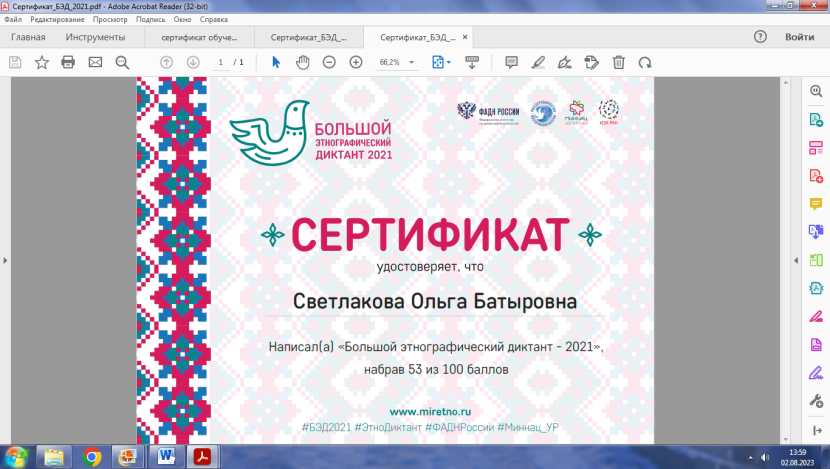 Сертификат_БЭД_2021.pdf - Adobe Acrobat Reader (32-bit)
Файл Редактирование Просмотр Подпись Окно Справка
Главная Инструменты сертификат обуче... Сертификат_БЭД_... Сертификат_БЭД_... × Войти
1 / 1 66,2%
БОЛЬШОЙ
ЭТНОГРАФИЧЕСКИЙ
ДИКТАНТ 2021
ФАДН РОССИИ
МИННАЦ
СЕРТИФИКАТ
удостоверяет, что
Светлакова Ольга Батыровна
Написал(а) «Большой этнографический диктант - 2021»,
набрав 53 из 100 баллов
www.miretno.ru
#БЭД2021 #ЭтноДиктант #ФАДНРоссии #Миннац_УР
13:59
02.08.2023